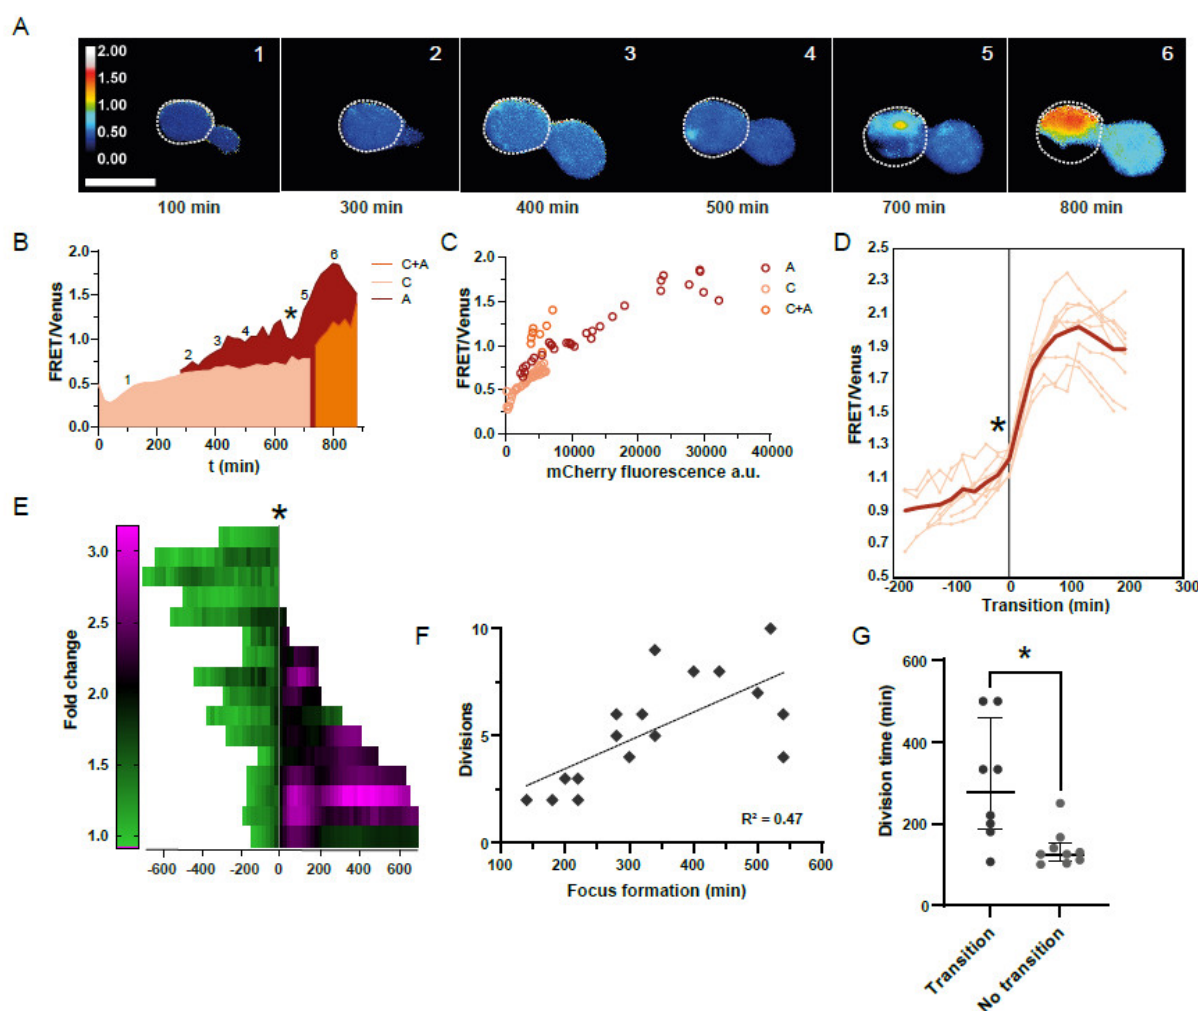 A
2.00
1.50
1.00
0.50
0.00
1
2
3
4
5
6
100 min
300 min
400 min
500 min
700 min
800 min
B
FRET/Venus
2.0
1.5
1.0
0.5
0.0
1
2
3
4
5
6
*
C+A
C
A
0
200
400
600
800
t (min)
C
FRET/Venus
2.0
1.5
1.0
0.5
0.0
A
C
C+A
0
10000
20000
30000
40000
mCherry fluorescence a.u.
D
FRET/Venus
2.5
2.3
2.1
1.9
1.7
1.5
1.3
1.1
0.9
0.7
0.5
*
-200
-100
0
100
200
300
Transition (min)
E
*
Fold change
3.0
2.5
2.0
1.5
1.0
-600
-400
-200
0
200
400
600
F
Divisions
10
5
0
R² = 0.47
100
200
300
400
500
600
Focus formation (min)
G
*
Division time (min)
600
400
200
0
Transition
No transition